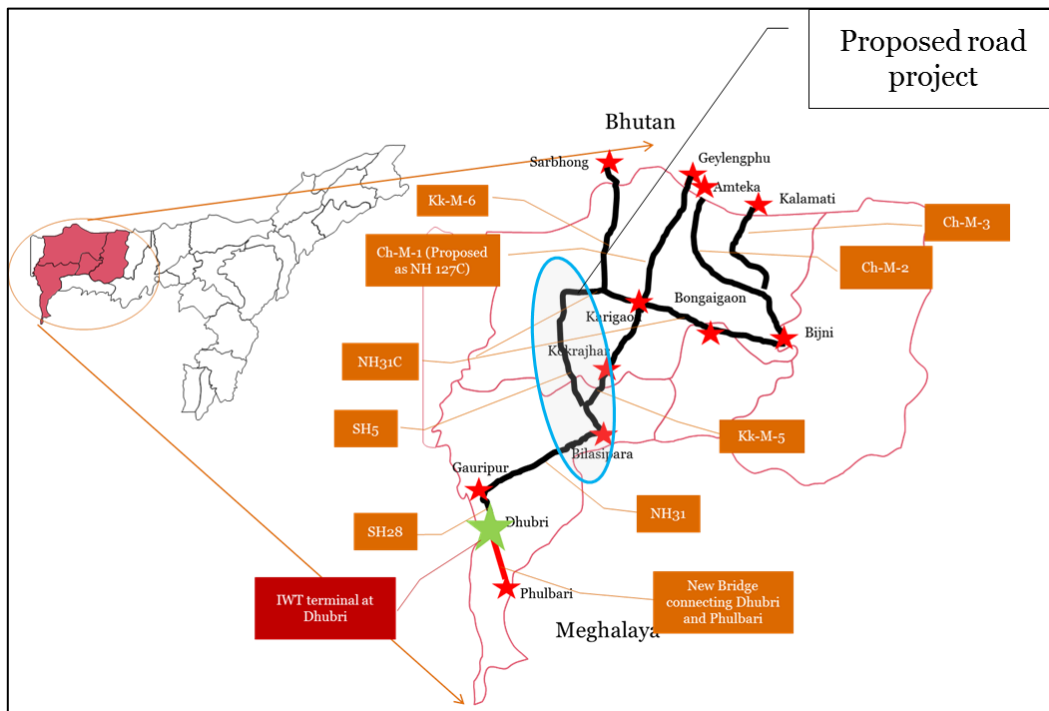 Proposed road
project
Bhutan
Sarbhong
Geylengphu
Amteka
Kalamati
Kk-M-6
Ch-M-3
Ch-M-1 (Proposed
as NH 127C)
Ch-M-2
Bongaigaon
Karigaon
Bijni
NH31C
Kokrajhar
SH5
Kk-M-5
Bilasipara
Gauripur
SH28
Dhubri
NH31
IWT terminal at
Dhubri
Phulbari
New Bridge
connecting Dhubri
and Phulbari
Meghalaya